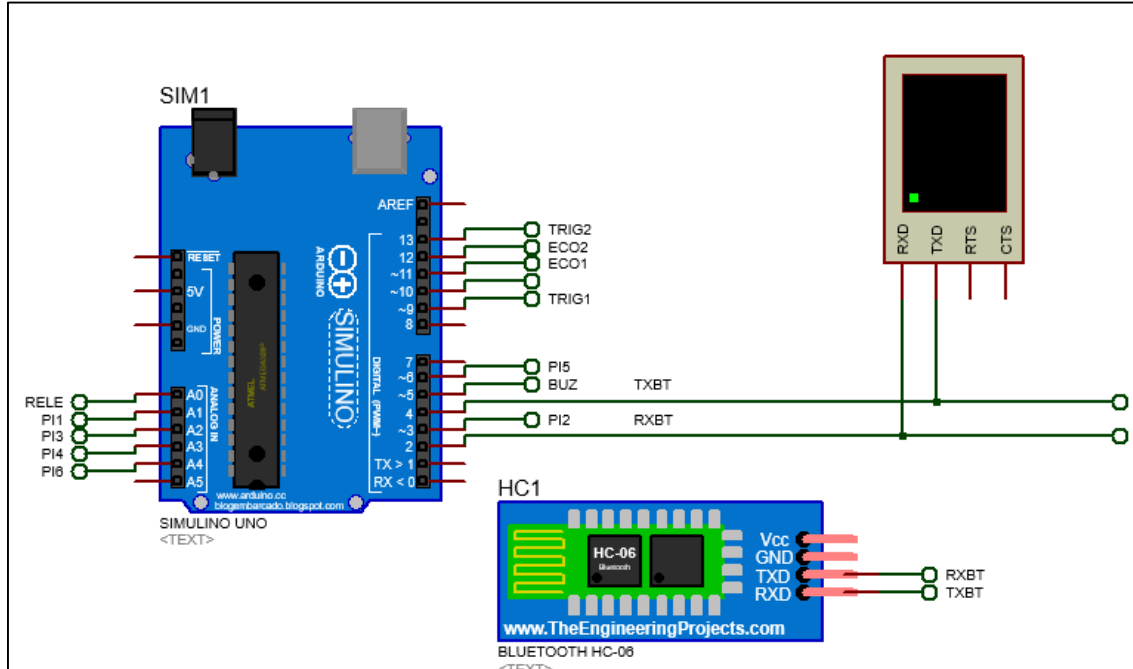 SIM1
AREF
13
12
~11
~10
~9
8
TRIG2
ECO2
ECO1
TRIG1
RESET
5V
GND
POWER
ARDUINO
SIMULINO
DIGITAL (PWM~)
ATMEL
7
~6
~5
4
~3
2
TX > 1
RX < 0
PI5
BUZ
TXBT
PI2
RXBT
RELE
PI1
PI3
PI4
PI6
A0
A1
A2
A3
A4
A5
ANALOG IN
www.arduino.cc
blogembarcado.blogspot.com
SIMULINO UNO
<TEXT>
RXD
TXD
RTS
CTS
HC1
HC-06
Bluetooth
Vcc
GND
TXD
RXD
RXBT
TXBT
www.TheEngineeringProjects.com
BLUETOOTH HC-06
<TEXT>